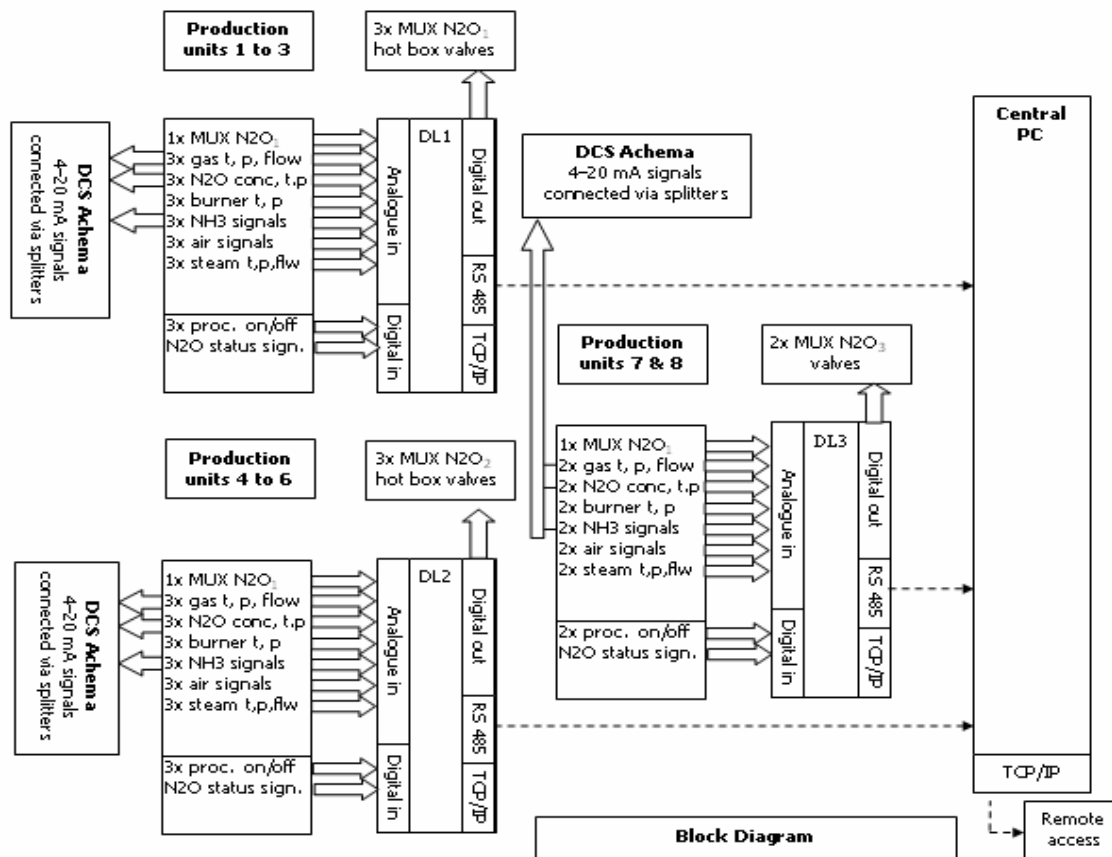 Production
units 1 to 3
3x MUX N2O₁
hot box valves
DCS Achema
4–20 mA signals
connected via splitters
1x MUX N2O₁
3x gas t, p, flow
3x N2O conc, t.p
3x burner t, p
3x NH3 signals
3x air signals
3x steam t,p,flw
3x proc. on/off
N2O status sign.
Analogue in
Digital in
DL1
Digital out
RS 485
TCP/IP
DCS Achema
4–20 mA signals
connected via splitters
Central
PC
Production
units 7 & 8
2x MUX N2O₃
valves
1x MUX N2O₁
2x gas t, p, flow
2x N2O conc, t.p
2x burner t, p
2x NH3 signals
2x air signals
2x steam t,p,flw
2x proc. on/off
N2O status sign.
Analogue in
Digital in
DL3
Digital out
RS 485
TCP/IP
Production
units 4 to 6
3x MUX N2O₂
hot box valves
DCS Achema
4–20 mA signals
connected via splitters
1x MUX N2O₁
3x gas t, p, flow
3x N2O conc, t.p
3x burner t, p
3x NH3 signals
3x air signals
3x steam t,p,flw
3x proc. on/off
N2O status sign.
Analogue in
Digital in
DL2
Digital out
RS 485
TCP/IP
TCP/IP
Remote
access
Block Diagram